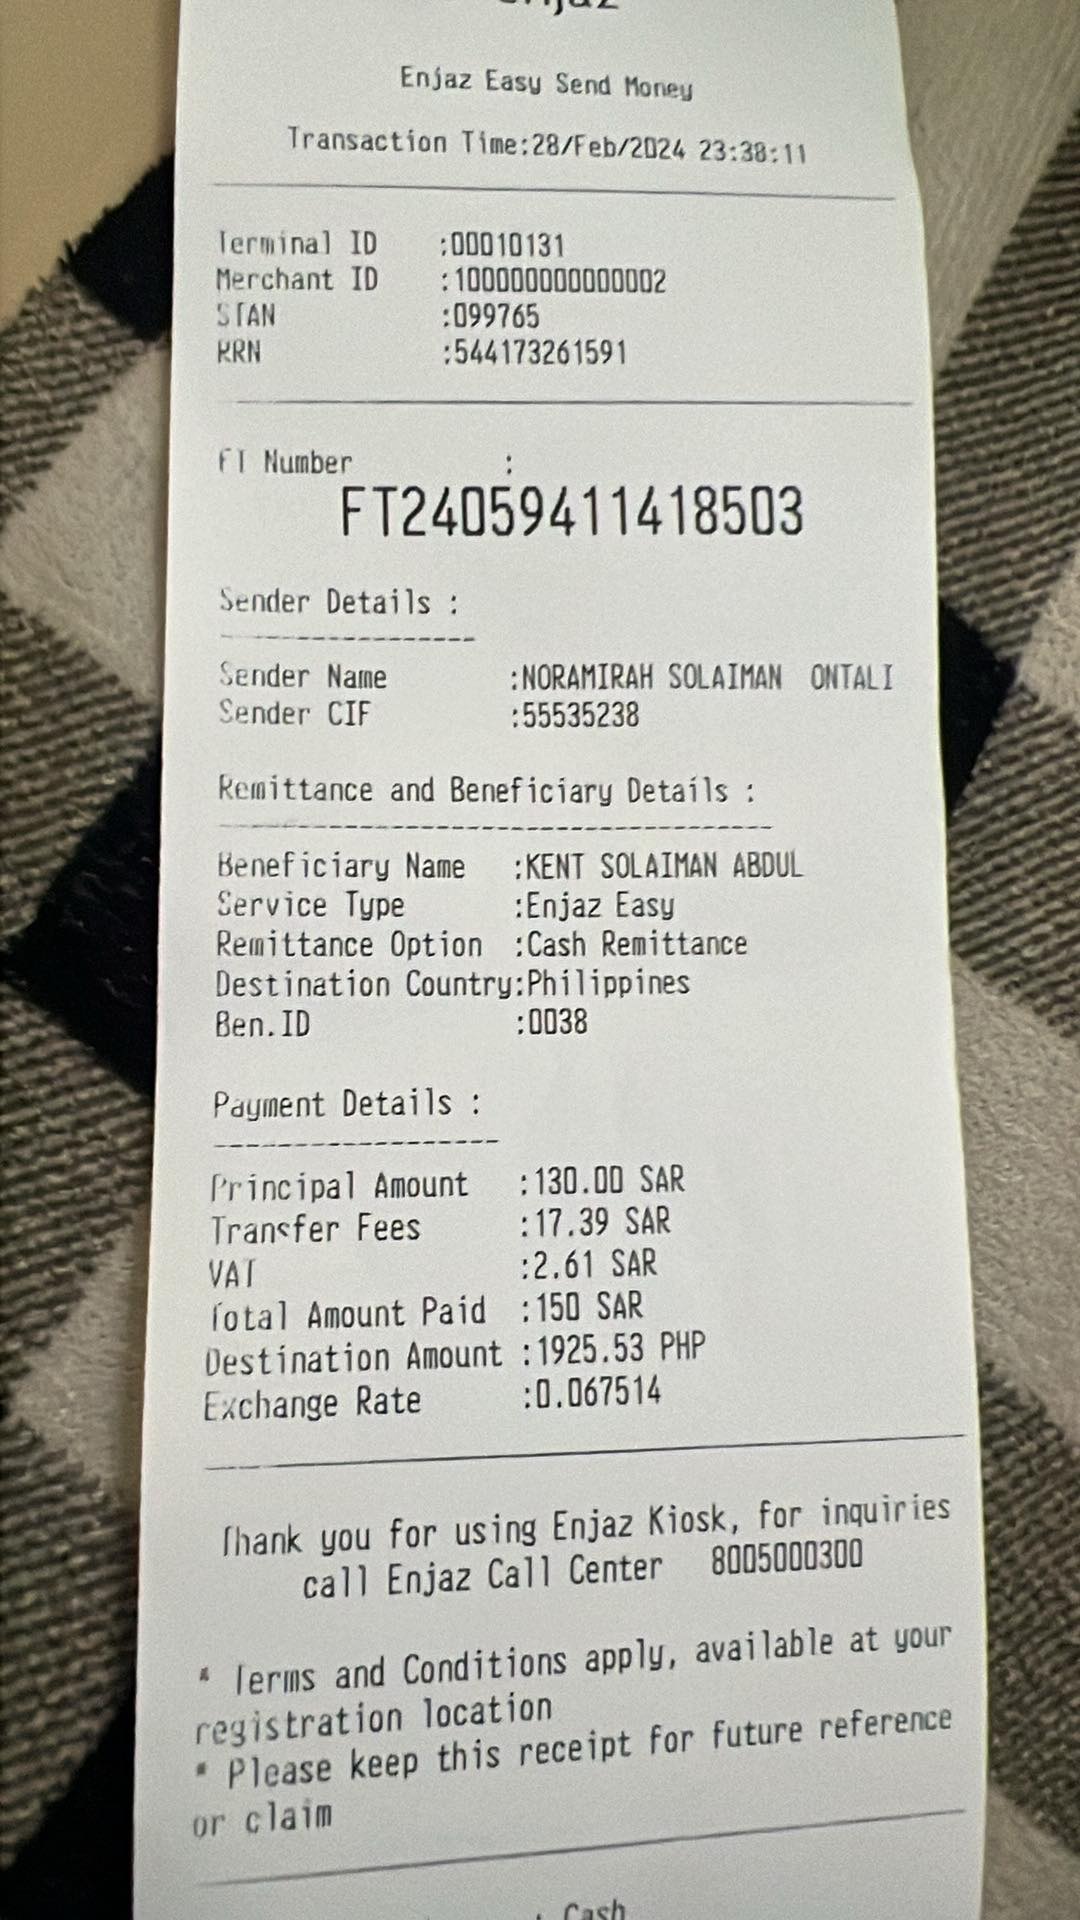 Enjaz Easy Send Money
Transaction Time:28/Feb/2024 23:38:11
Terminal ID :00010131
Merchant ID :100000000000002
STAN :099765
RRN :544173261591
FT Number :
FT24059411418503
Sender Details :
Sender Name :NORAMIRAH SOLAIMAN ONTALI
Sender CIF :55535238
Remittance and Beneficiary Details :
Beneficiary Name :KENT SOLAIMAN ABDUL
Service Type :Enjaz Easy
Remittance Option :Cash Remittance
Destination Country:Philippines
Ben.ID :0038
Payment Details :
Principal Amount :130.00 SAR
Transfer Fees :17.39 SAR
VAT :2.61 SAR
Total Amount Paid :150 SAR
Destination Amount :1925.53 PHP
Exchange Rate :0.067514
Thank you for using Enjaz Kiosk, for inquiries
call Enjaz Call Center 8005000300
* Terms and Conditions apply, available at your
registration location
* Please keep this receipt for future reference
or claim
: Cash